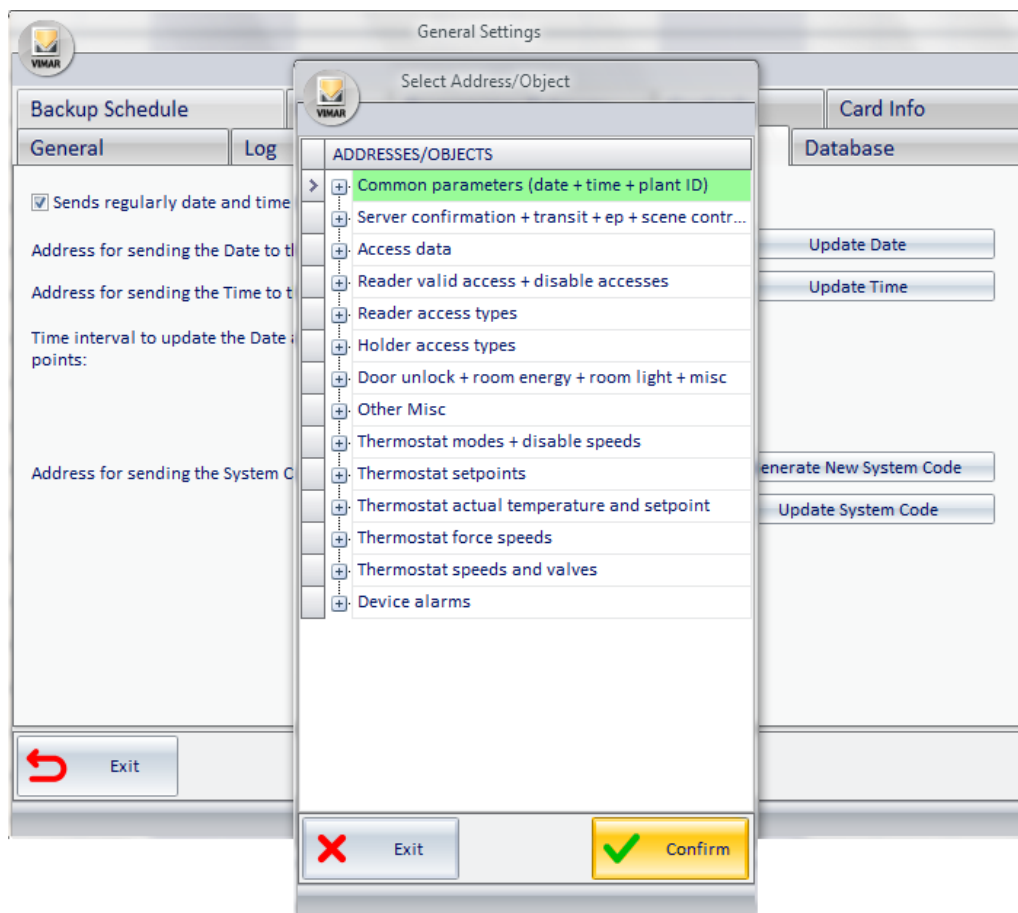 General Settings
VIMAR
Select Address/Object
VIMAR
Backup Schedule
Card Info
General
Log
Database
ADDRESSES/OBJECTS
Common parameters (date + time + plant ID)
Server confirmation + transit + ep + scene contr...
Access data
Reader valid access + disable accesses
Reader access types
Holder access types
Door unlock + room energy + room light + misc
Other Misc
Thermostat modes + disable speeds
Thermostat setpoints
Thermostat actual temperature and setpoint
Thermostat force speeds
Thermostat speeds and valves
Device alarms
Sends regularly date and time
Address for sending the Date to
Update Date
Address for sending the Time to
Update Time
Time interval to update the Date
points:
Address for sending the System
enerate New System Code
Update System Code
Exit
Exit
Confirm